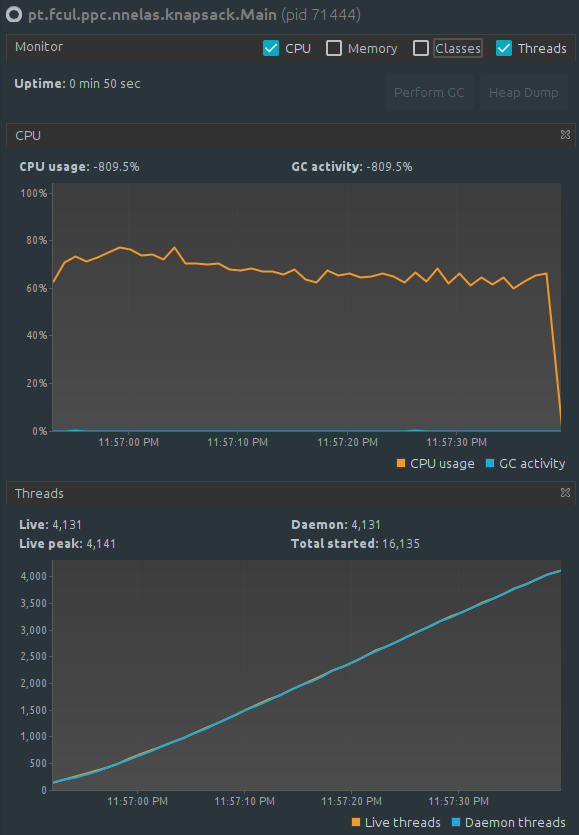 pt.fcul.ppc.nnelas.knapsack.Main (pid 71444)
Monitor CPU Memory Classes Threads
Uptime: 0 min 50 sec Perform GC Heap Dump
CPU
CPU usage: -809.5% GC activity: -809.5%
100%
80%
60%
40%
20%
0%
11:57:00 PM 11:57:10 PM 11:57:20 PM 11:57:30 PM
CPU usage GC activity
Threads
Live: 4,131 Daemon: 4,131
Live peak: 4,141 Total started: 16,135
4,000
3,500
3,000
2,500
2,000
1,500
1,000
500
0
11:57:00 PM 11:57:10 PM 11:57:20 PM 11:57:30 PM
Live threads Daemon threads